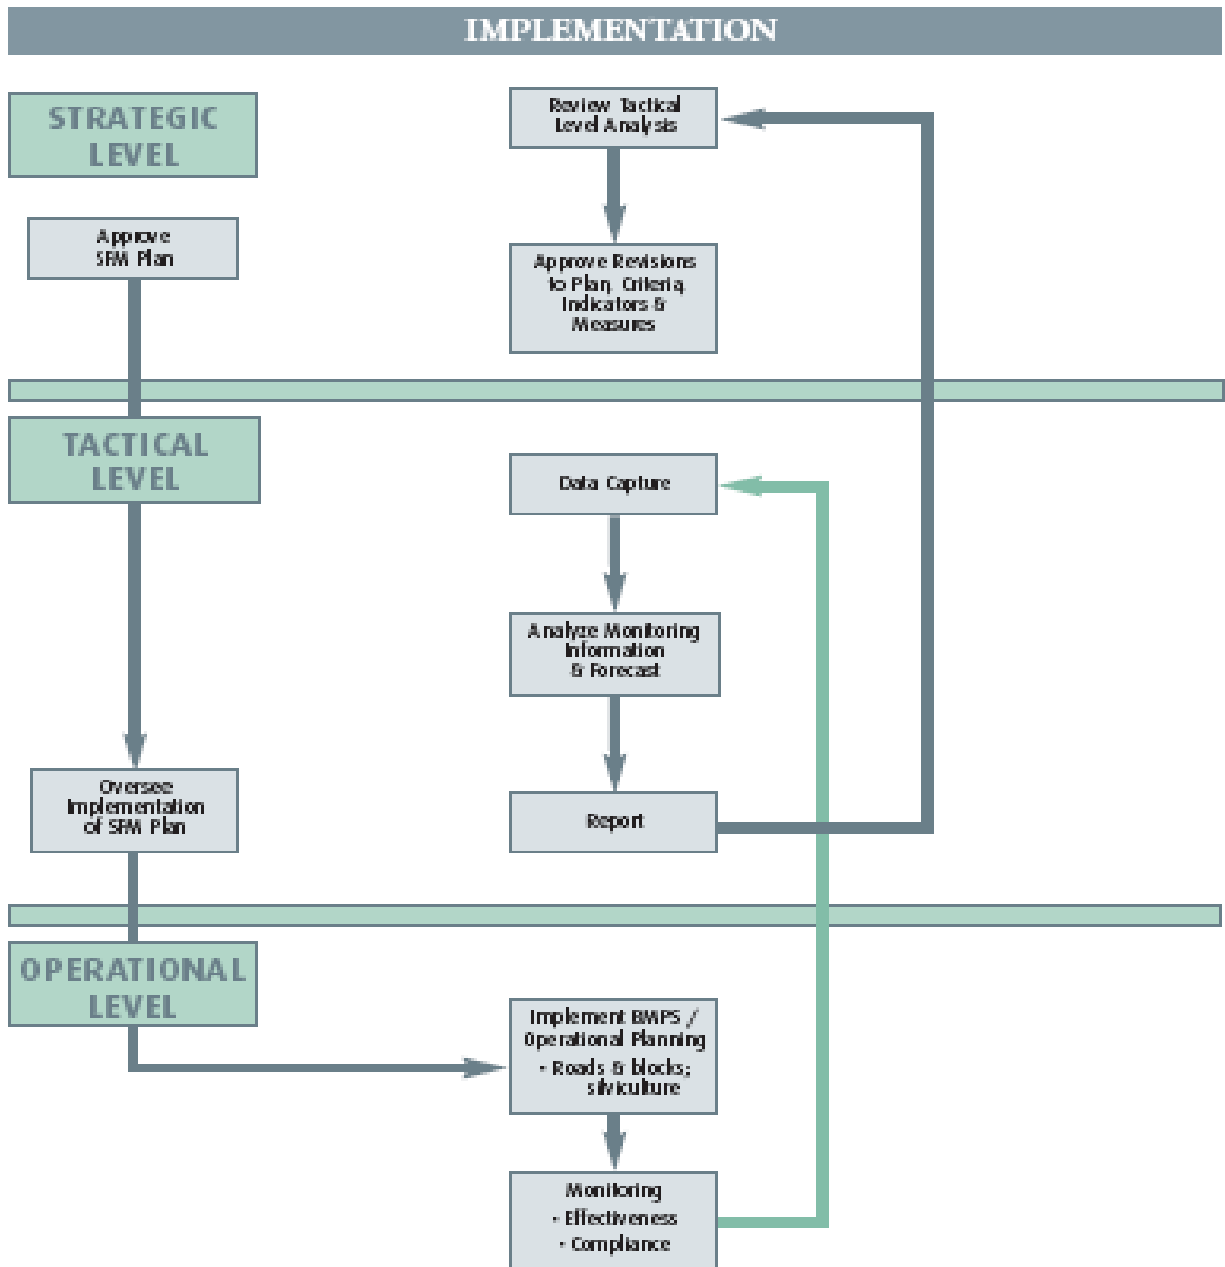 IMPLEMENTATION
STRATEGIC
LEVEL
Review Tactical
Level Analysis
Approve
SFM Plan
Approve Revisions
to Plan, Criteria,
Indicators &
Measures
TACTICAL
LEVEL
Data Capture
Analyze Monitoring
Information
& Forecast
Oversee
Implementation
of SFM Plan
Report
OPERATIONAL
LEVEL
Implement BMPS /
Operational Planning
• Roads & blocks;
silviculture
Monitoring
• Effectiveness
• Compliance